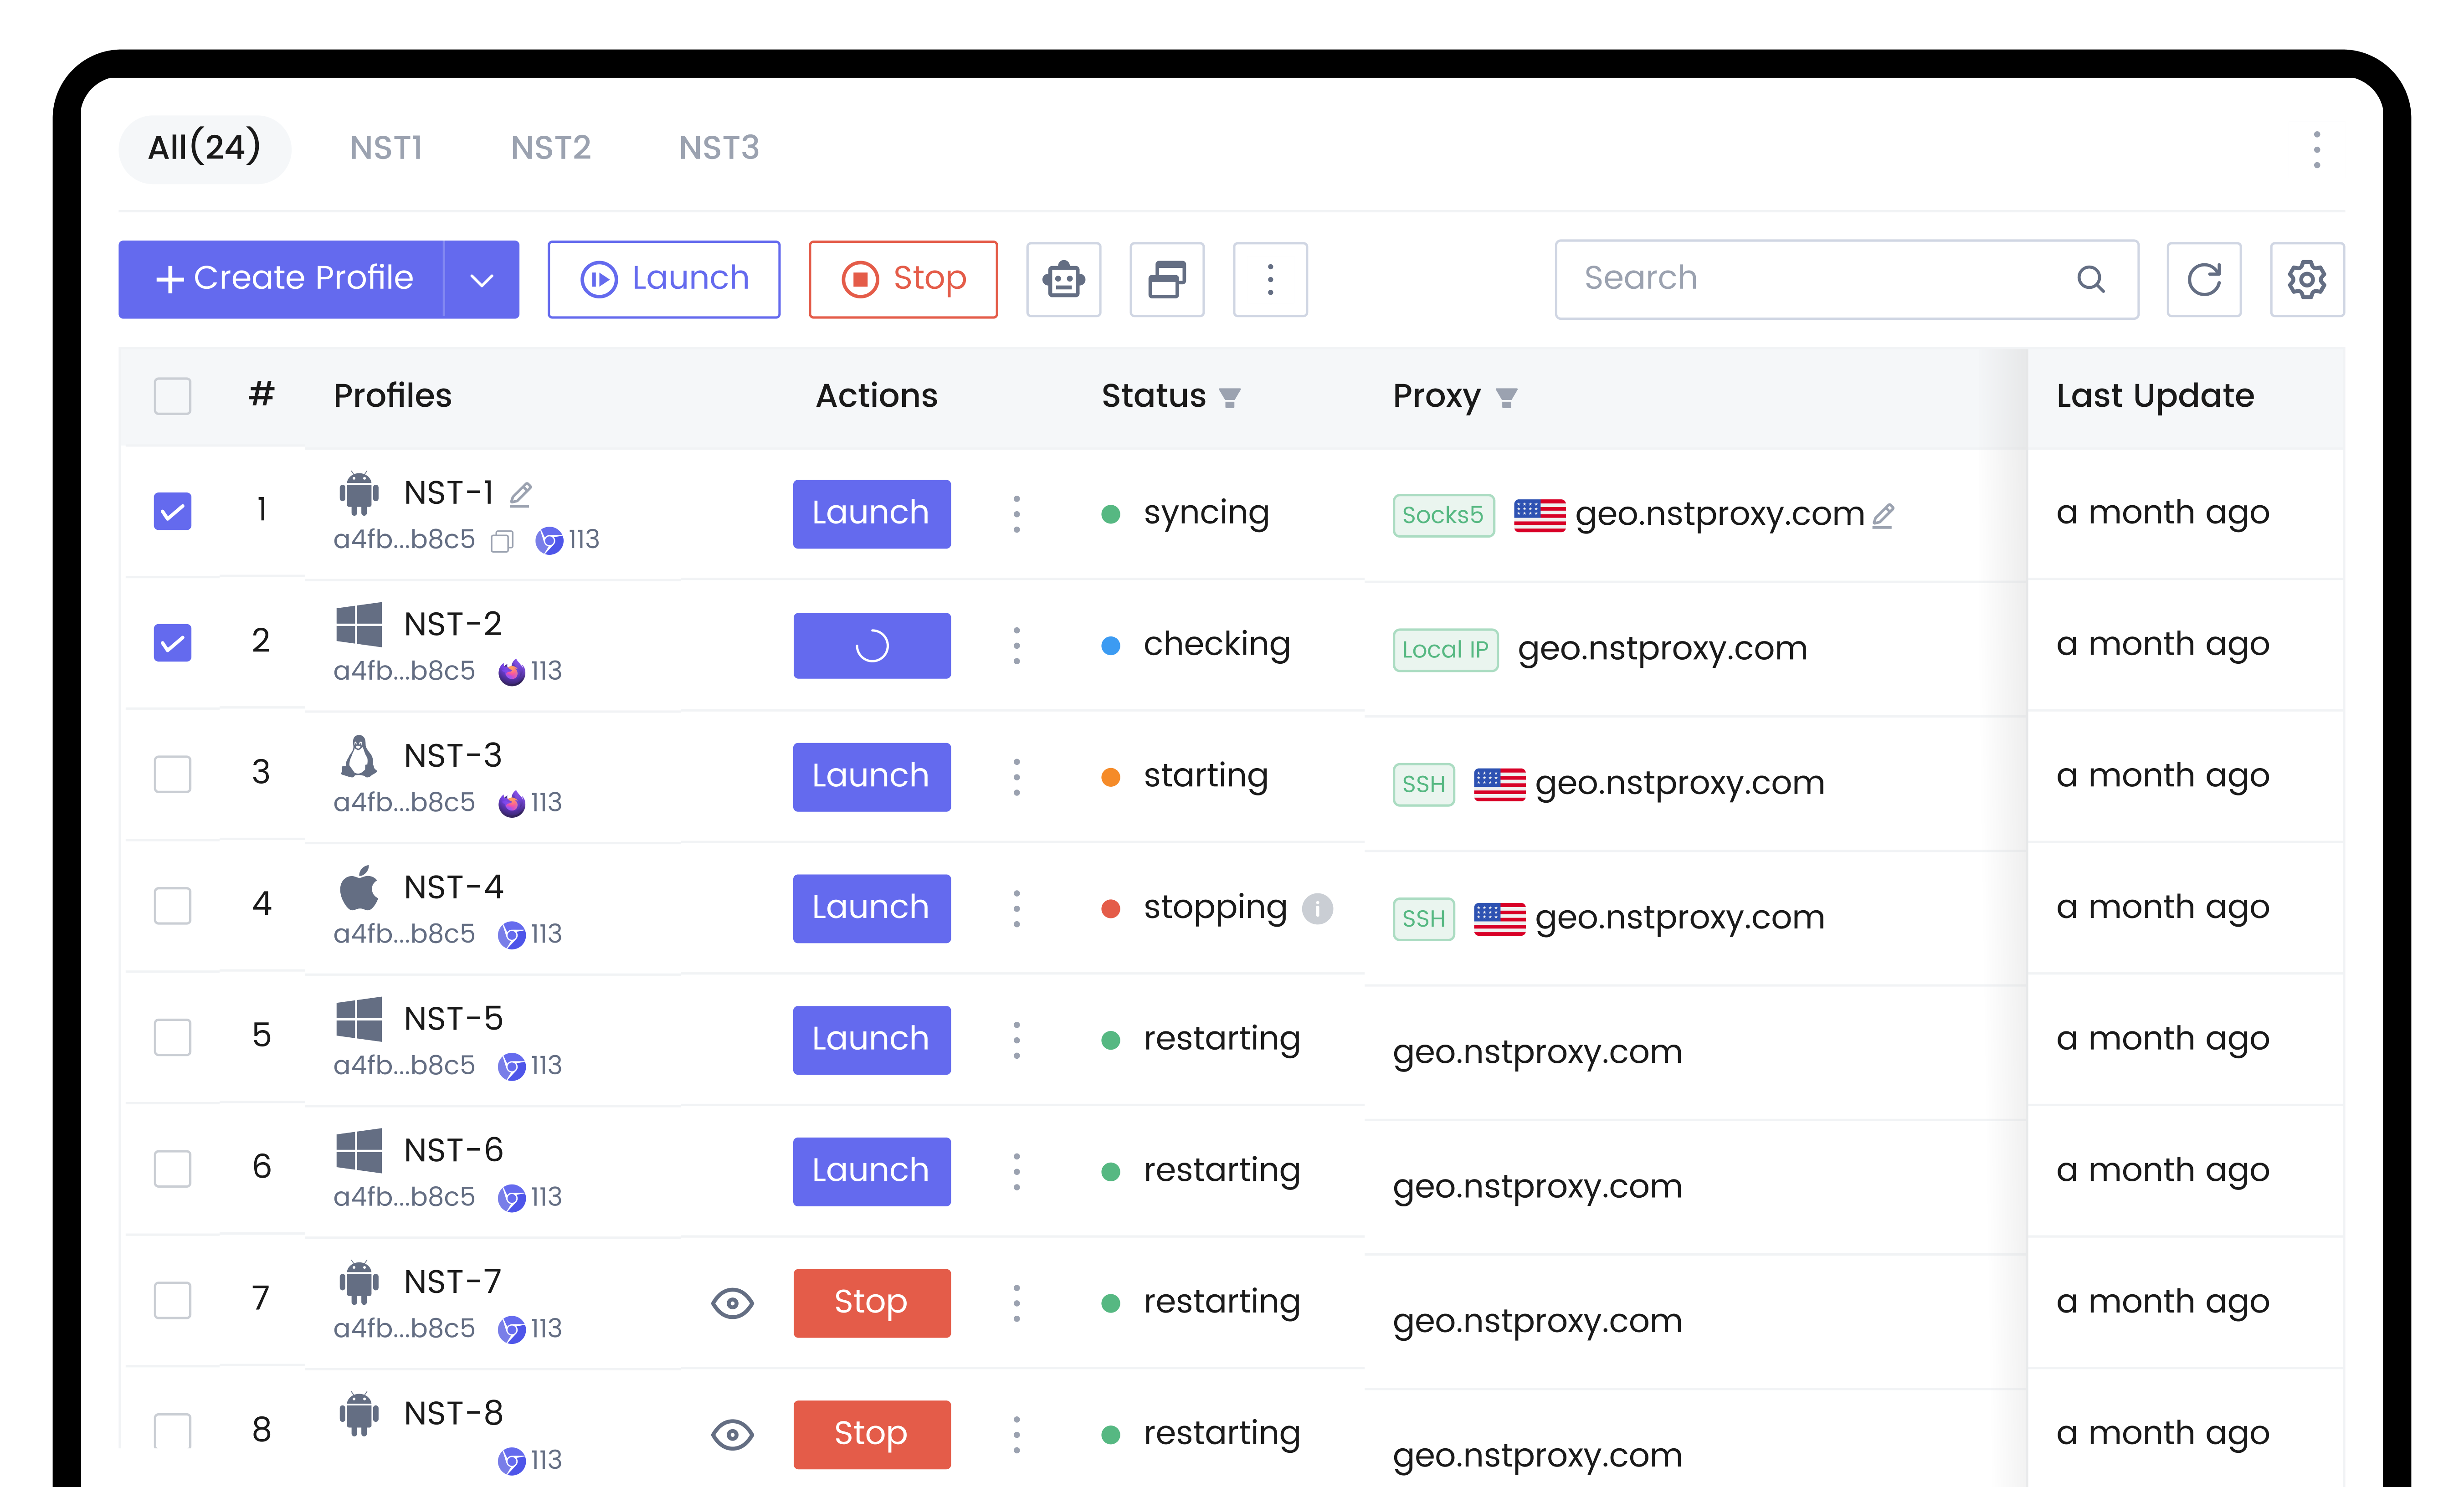 All(24) NST1 NST2 NST3
Create Profile Launch Stop Search
# Profiles Actions Status Proxy Last Update
1 NST-1 Launch syncing Socks5 geo.nstproxy.com a month ago
a4fb...b8c5 113
2 NST-2 checking Local IP geo.nstproxy.com a month ago
a4fb...b8c5 113
3 NST-3 Launch starting SSH geo.nstproxy.com a month ago
a4fb...b8c5 113
4 NST-4 Launch stopping SSH geo.nstproxy.com a month ago
a4fb...b8c5 113
5 NST-5 Launch restarting geo.nstproxy.com a month ago
a4fb...b8c5 113
6 NST-6 Launch restarting geo.nstproxy.com a month ago
a4fb...b8c5 113
7 NST-7 Stop restarting geo.nstproxy.com a month ago
a4fb...b8c5 113
8 NST-8 Stop restarting geo.nstproxy.com a month ago
113